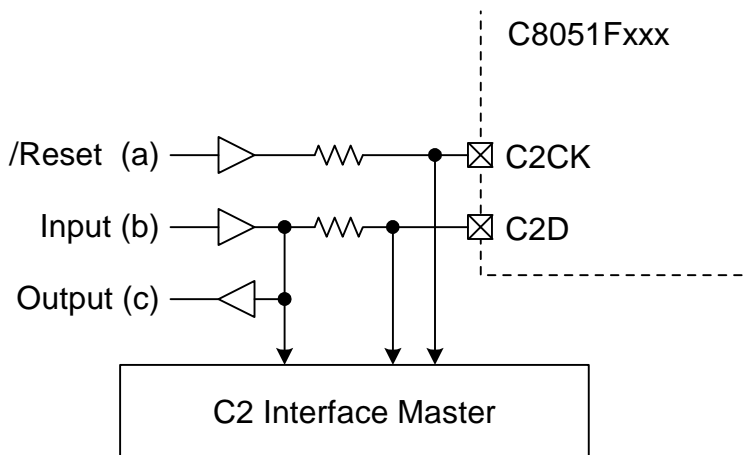 C8051Fxxx
/Reset (a)
C2CK
Input (b)
C2D
Output (c)
C2 Interface Master